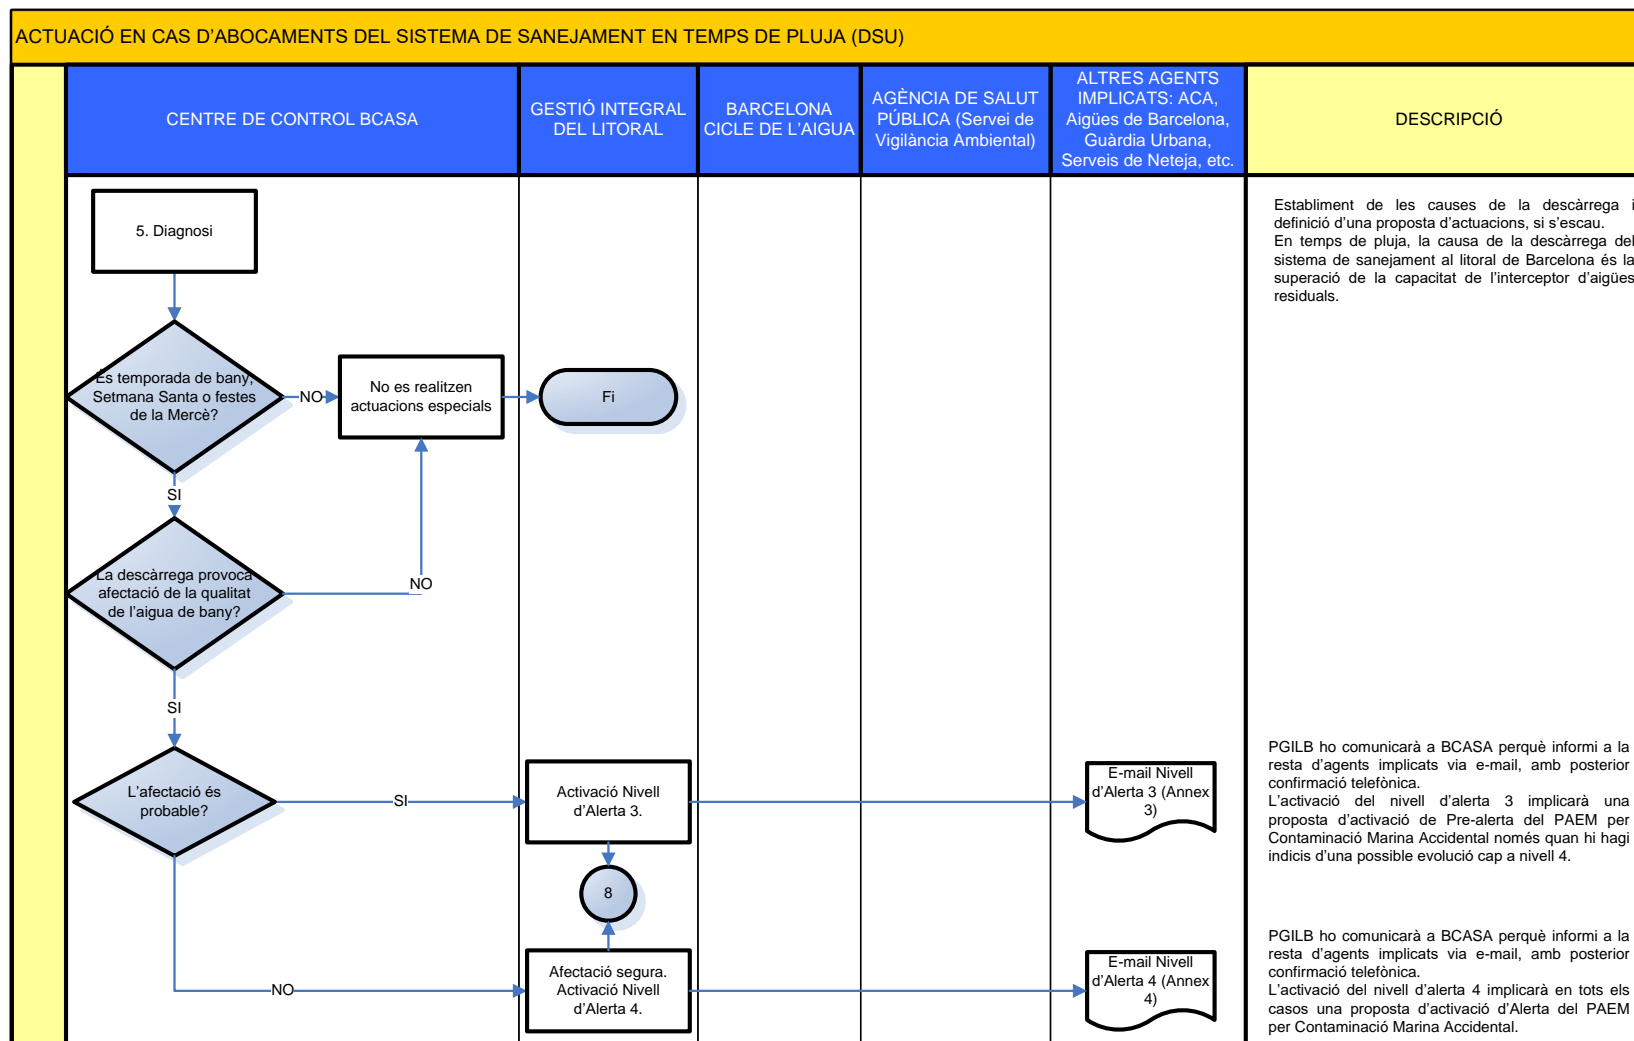 ACTUACIÓ EN CAS D'ABOCAMENTS DEL SISTEMA DE SANEJAMENT EN TEMPS DE PLUJA (DSU)
CENTRE DE CONTROL BCASA
GESTIÓ INTEGRAL
DEL LITORAL
BARCELONA
CICLE DE L'AIGUA
AGÈNCIA DE SALUT
PÚBLICA (Servei de
Vigilància Ambiental)
ALTRES AGENTS
IMPLICATS: ACA,
Aigües de Barcelona,
Guàrdia Urbana,
Serveis de Neteja, etc.
DESCRIPCIÓ
5. Diagnosi
Establiment de les causes de la descàrrega i
definició d'una proposta d'actuacions, si s'escau.
En temps de pluja, la causa de la descàrrega del
sistema de sanejament al litoral de Barcelona és la
superació de la capacitat de l'interceptor d'aigües
residuals.
És temporada de bany,
Setmana Santa o festes
de la Mercè?
NO
No es realitzen
actuacions especials
Fi
SI
La descàrrega provoca
afectació de la qualitat
de l'aigua de bany?
NO
SI
L'afectació és
probable?
SI
Activació Nivell
d'Alerta 3.
E-mail Nivell
d'Alerta 3 (Annex
3)
PGILB ho comunicarà a BCASA perquè informi a la
resta d'agents implicats via e-mail, amb posterior
confirmació telefònica.
L'activació del nivell d'alerta 3 implicarà una
proposta d'activació de Pre-alerta del PAEM per
Contaminació Marina Accidental només quan hi hagi
indicis d'una possible evolució cap a nivell 4.
8
NO
Afectació segura.
Activació Nivell
d'Alerta 4.
E-mail Nivell
d'Alerta 4 (Annex
4)
PGILB ho comunicarà a BCASA perquè informi a la
resta d'agents implicats via e-mail, amb posterior
confirmació telefònica.
L'activació del nivell d'alerta 4 implicarà en tots els
casos una proposta d'activació d'Alerta del PAEM
per Contaminació Marina Accidental.